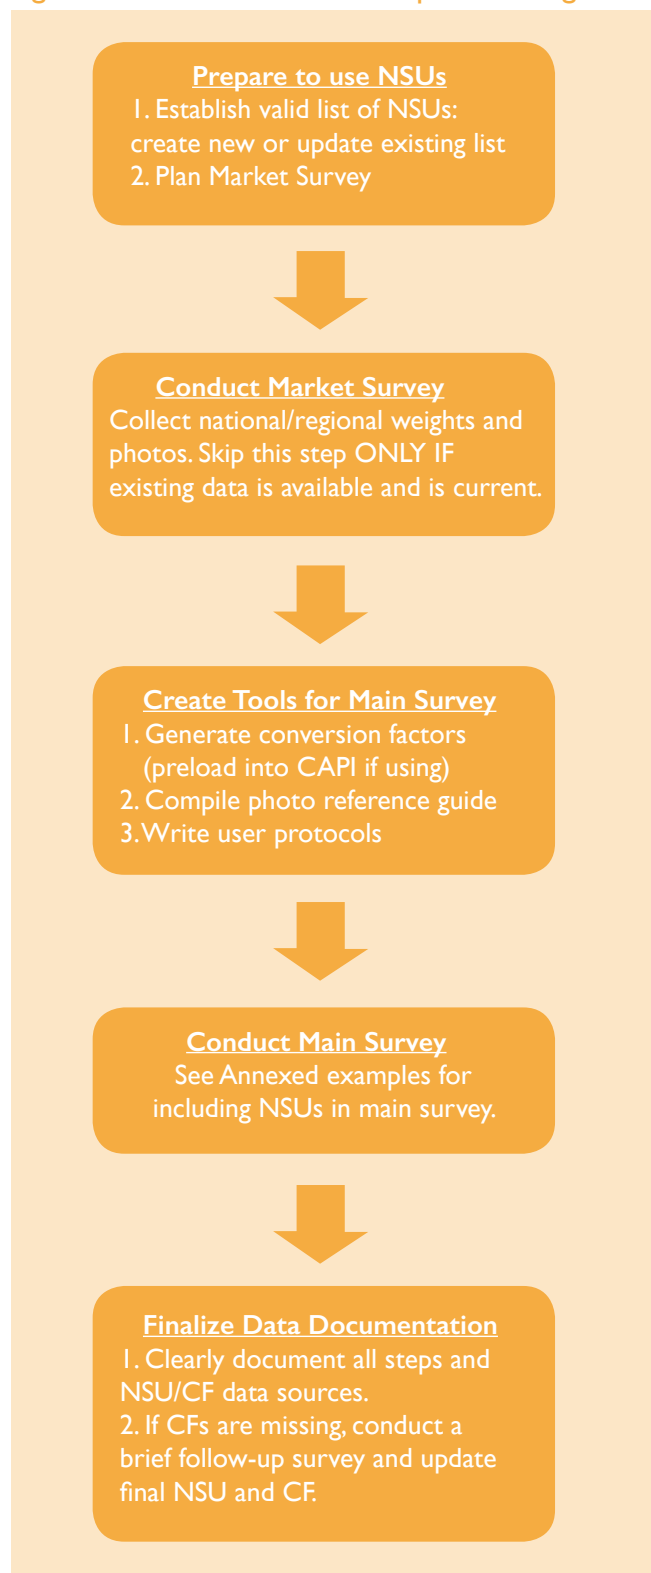 Prepare to use NSUs
1. Establish valid list of NSUs:
create new or update existing list
2. Plan Market Survey
Conduct Market Survey
Collect national/regional weights and
photos. Skip this step ONLY IF
existing data is available and is current.
Create Tools for Main Survey
1. Generate conversion factors
(preload into CAPI if using)
2. Compile photo reference guide
3. Write user protocols
Conduct Main Survey
See Annexed examples for
including NSUs in main survey.
Finalize Data Documentation
1. Clearly document all steps and
NSU/CF data sources.
2. If CFs are missing, conduct a
brief follow-up survey and update
final NSU and CF.